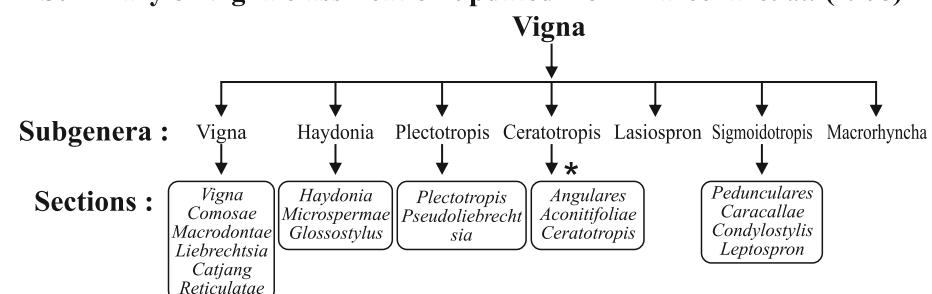 Vigna
Subgenera : Vigna Haydonia Plectotropis Ceratotropis Lasiospron Sigmoidotropis Macrorhyncha
*
Sections :
Vigna
Comosae
Macrodontae
Liebrechtsia
Catjang
Reticulatae
Haydonia
Microspermae
Glossostylus
Plectotropis
Pseudoliebrecht
sia
Angulares
Aconitifoliae
Ceratotropis
Pedunculares
Caracallae
Condylostylis
Leptospron